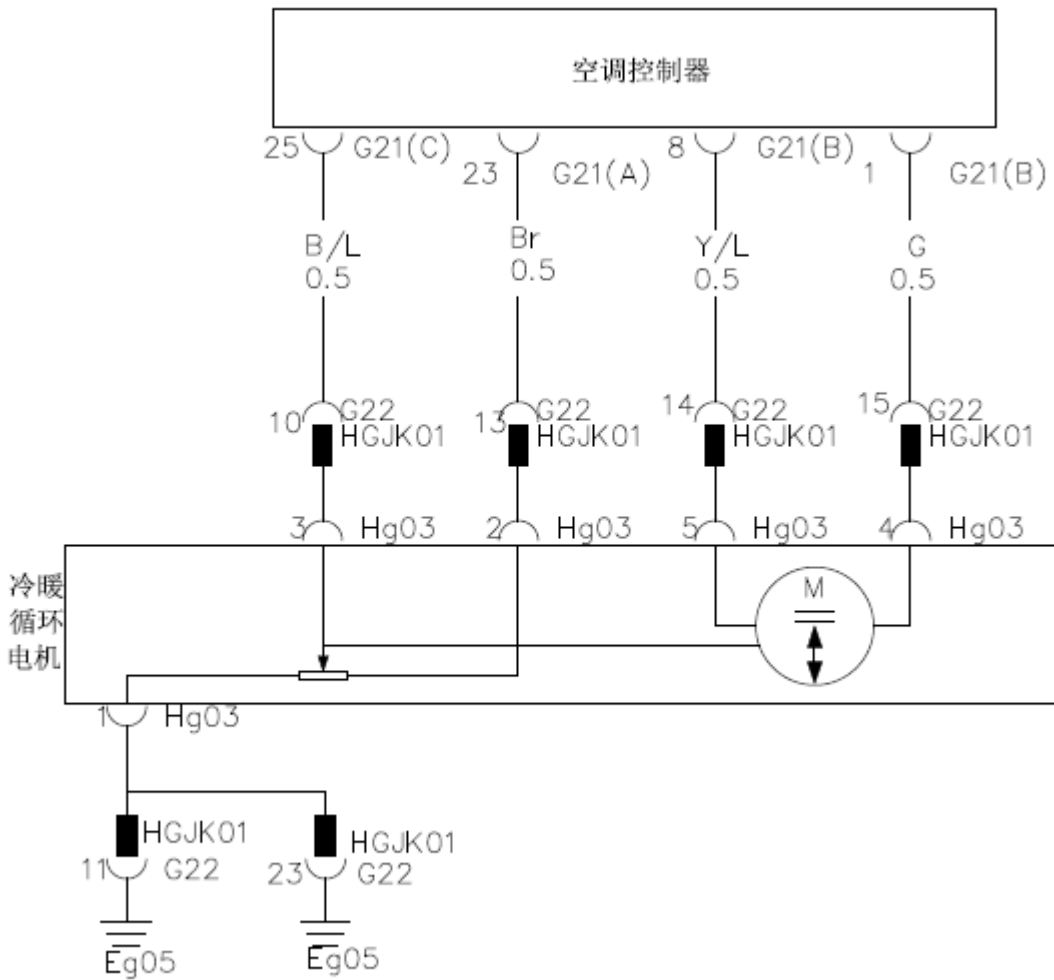 空调控制器
25 G21(C)
23 G21(A)
8 G21(B)
1 G21(B)
B/L
0.5
Br
0.5
Y/L
0.5
G
0.5
10 G22
HGJK01
13 G22
HGJK01
14 G22
HGJK01
15 G22
HGJK01
3 Hg03
2 Hg03
5 Hg03
4 Hg03
冷暖
循环
电机
M
1 Hg03
HGJK01
11 G22
HGJK01
23 G22
Eg05
Eg05